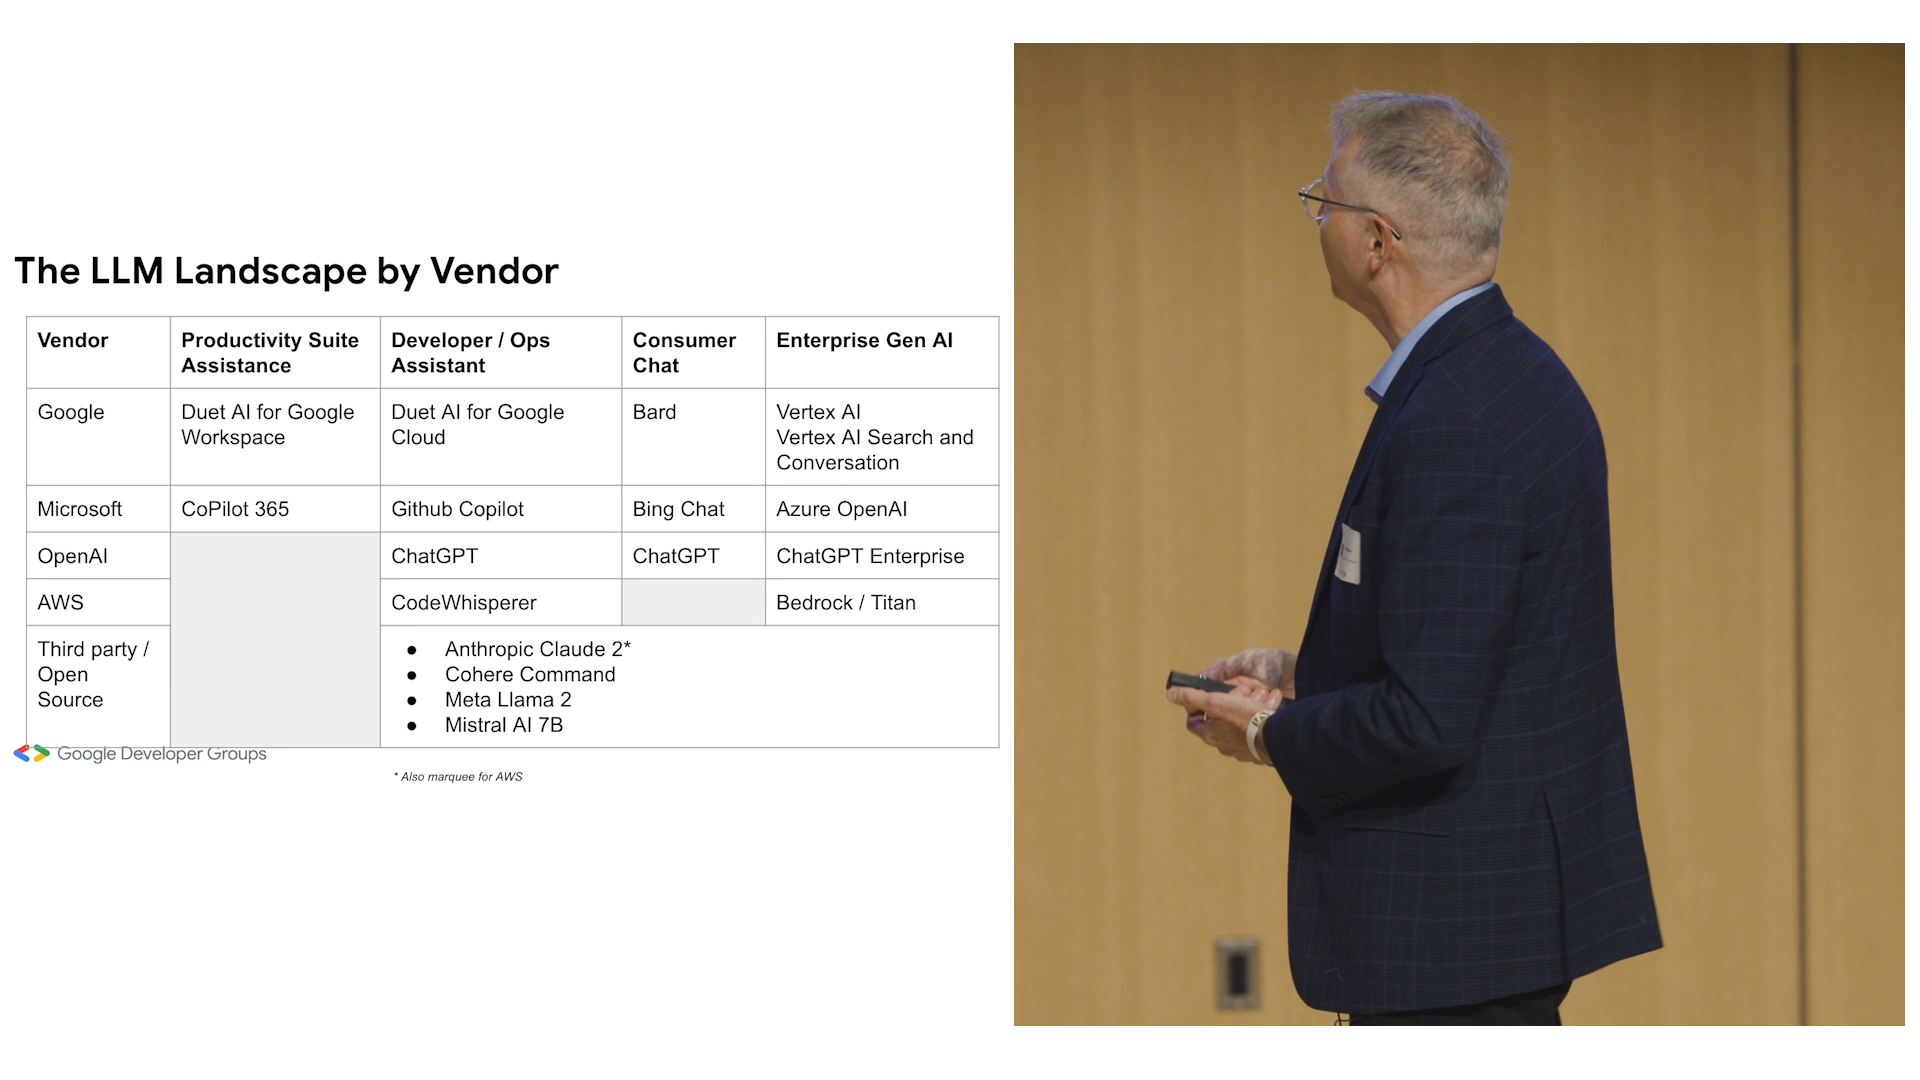 The LLM Landscape by Vendor
Vendor
Productivity Suite
Assistance
Developer / Ops
Assistant
Consumer
Chat
Enterprise Gen AI
Google
Duet AI for Google
Workspace
Duet AI for Google
Cloud
Bard
Vertex AI
Vertex AI Search and
Conversation
Microsoft
CoPilot 365
Github Copilot
Bing Chat
Azure OpenAI
OpenAI
ChatGPT
ChatGPT
ChatGPT Enterprise
AWS
CodeWhisperer
Bedrock / Titan
Third party /
Open
Source
● Anthropic Claude 2*
● Cohere Command
● Meta Llama 2
● Mistral AI 7B
Google Developer Groups
* Also marquee for AWS